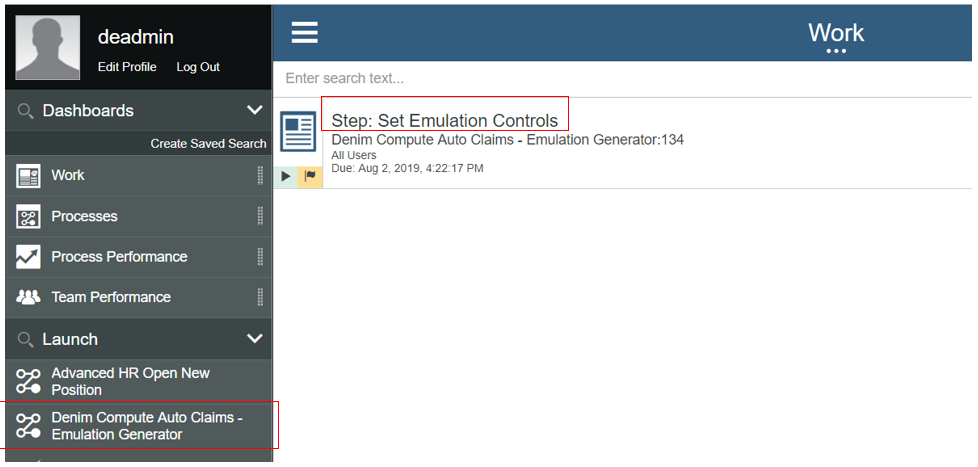 deadmin
Edit Profile Log Out
Dashboards
Create Saved Search
Work
Processes
Process Performance
Team Performance
Launch
Advanced HR Open New
Position
Denim Compute Auto Claims -
Emulation Generator
Work
Enter search text...
Step: Set Emulation Controls
Denim Compute Auto Claims - Emulation Generator:134
All Users
Due: Aug 2, 2019, 4:22:17 PM